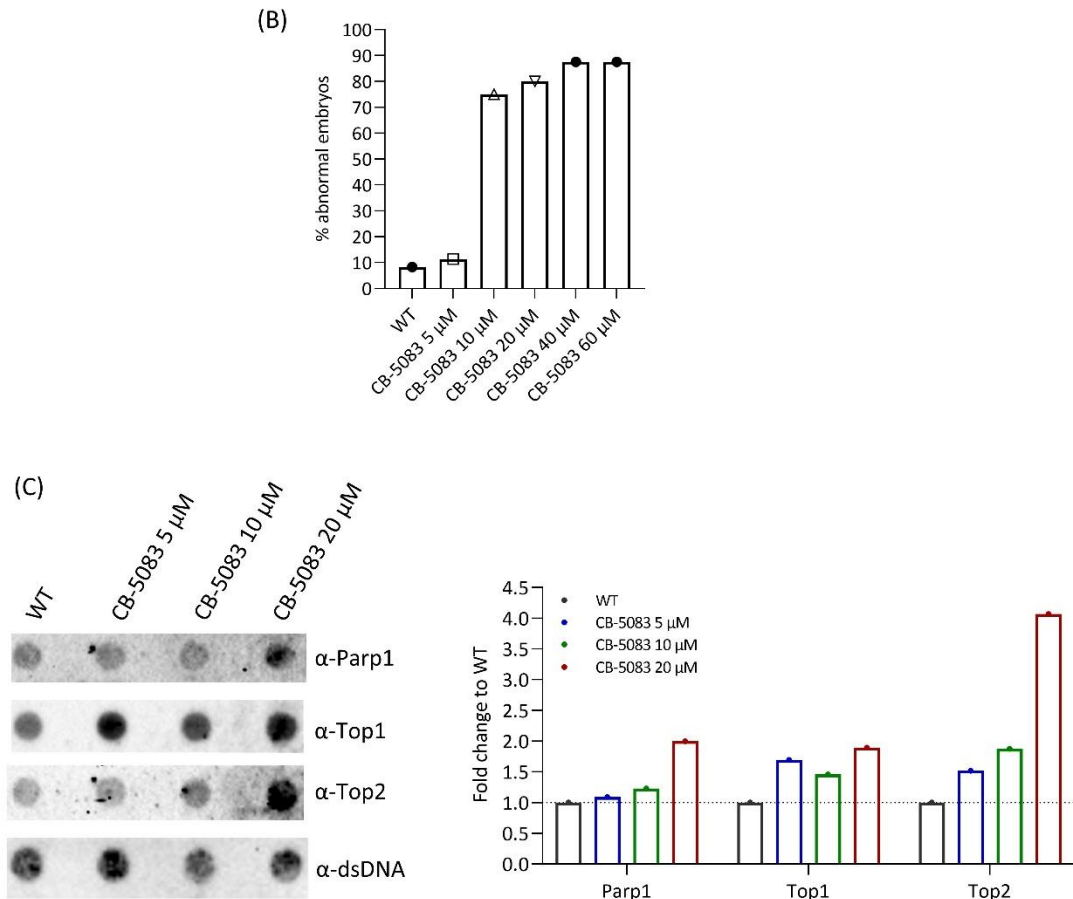 (B)
% abnormal embryos
100
90
80
70
60
50
40
30
20
10
0
WT
CB-5083 5 μM
CB-5083 10 μM
CB-5083 20 μM
CB-5083 40 μM
CB-5083 60 μM
(C)
WT
CB-5083 5 μM
CB-5083 10 μM
CB-5083 20 μM
α-Parp1
α-Top1
α-Top2
α-dsDNA
Fold change to WT
4.5
4.0
3.5
3.0
2.5
2.0
1.5
1.0
0.5
0.0
WT
CB-5083 5 μM
CB-5083 10 μM
CB-5083 20 μM
Parp1
Top1
Top2